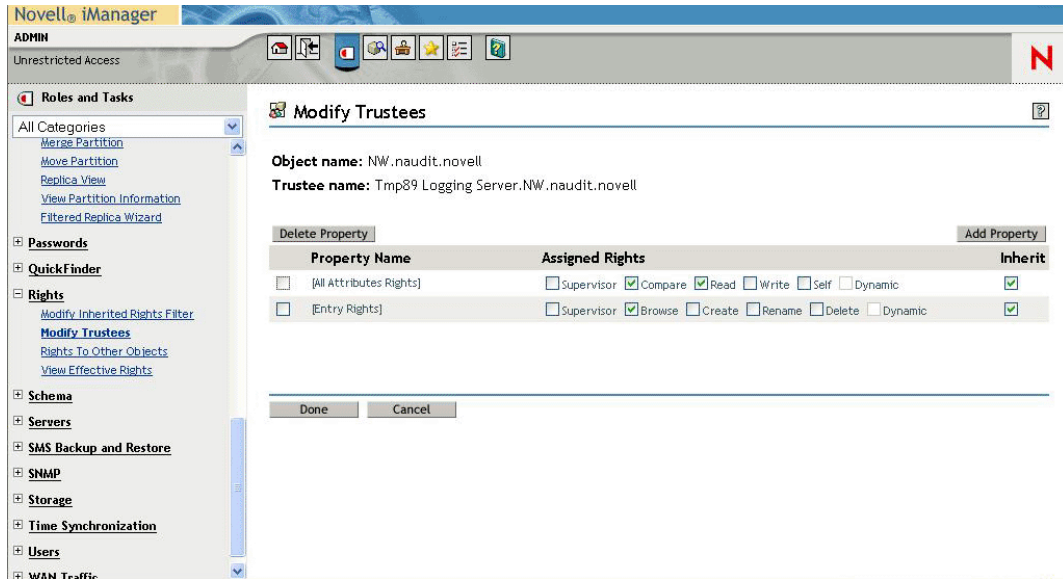 Novell® iManager
ADMIN
Unrestricted Access
N
Roles and Tasks
All Categories
Merge Partition
Move Partition
Replica View
View Partition Information
Filtered Replica Wizard
Passwords
QuickFinder
Rights
Modify Inherited Rights Filter
Modify Trustees
Rights To Other Objects
View Effective Rights
Schema
Servers
SMS Backup and Restore
SNMP
Storage
Time Synchronization
Users
WAN Traffic
Modify Trustees
Object name: NW.naudit.novell
Trustee name: Tmp89 Logging Server.NW.naudit.novell
Delete Property Add Property
Property Name Assigned Rights Inherit
[All Attributes Rights] Supervisor Compare Read Write Self Dynamic
[Entry Rights] Supervisor Browse Create Rename Delete Dynamic
Done Cancel